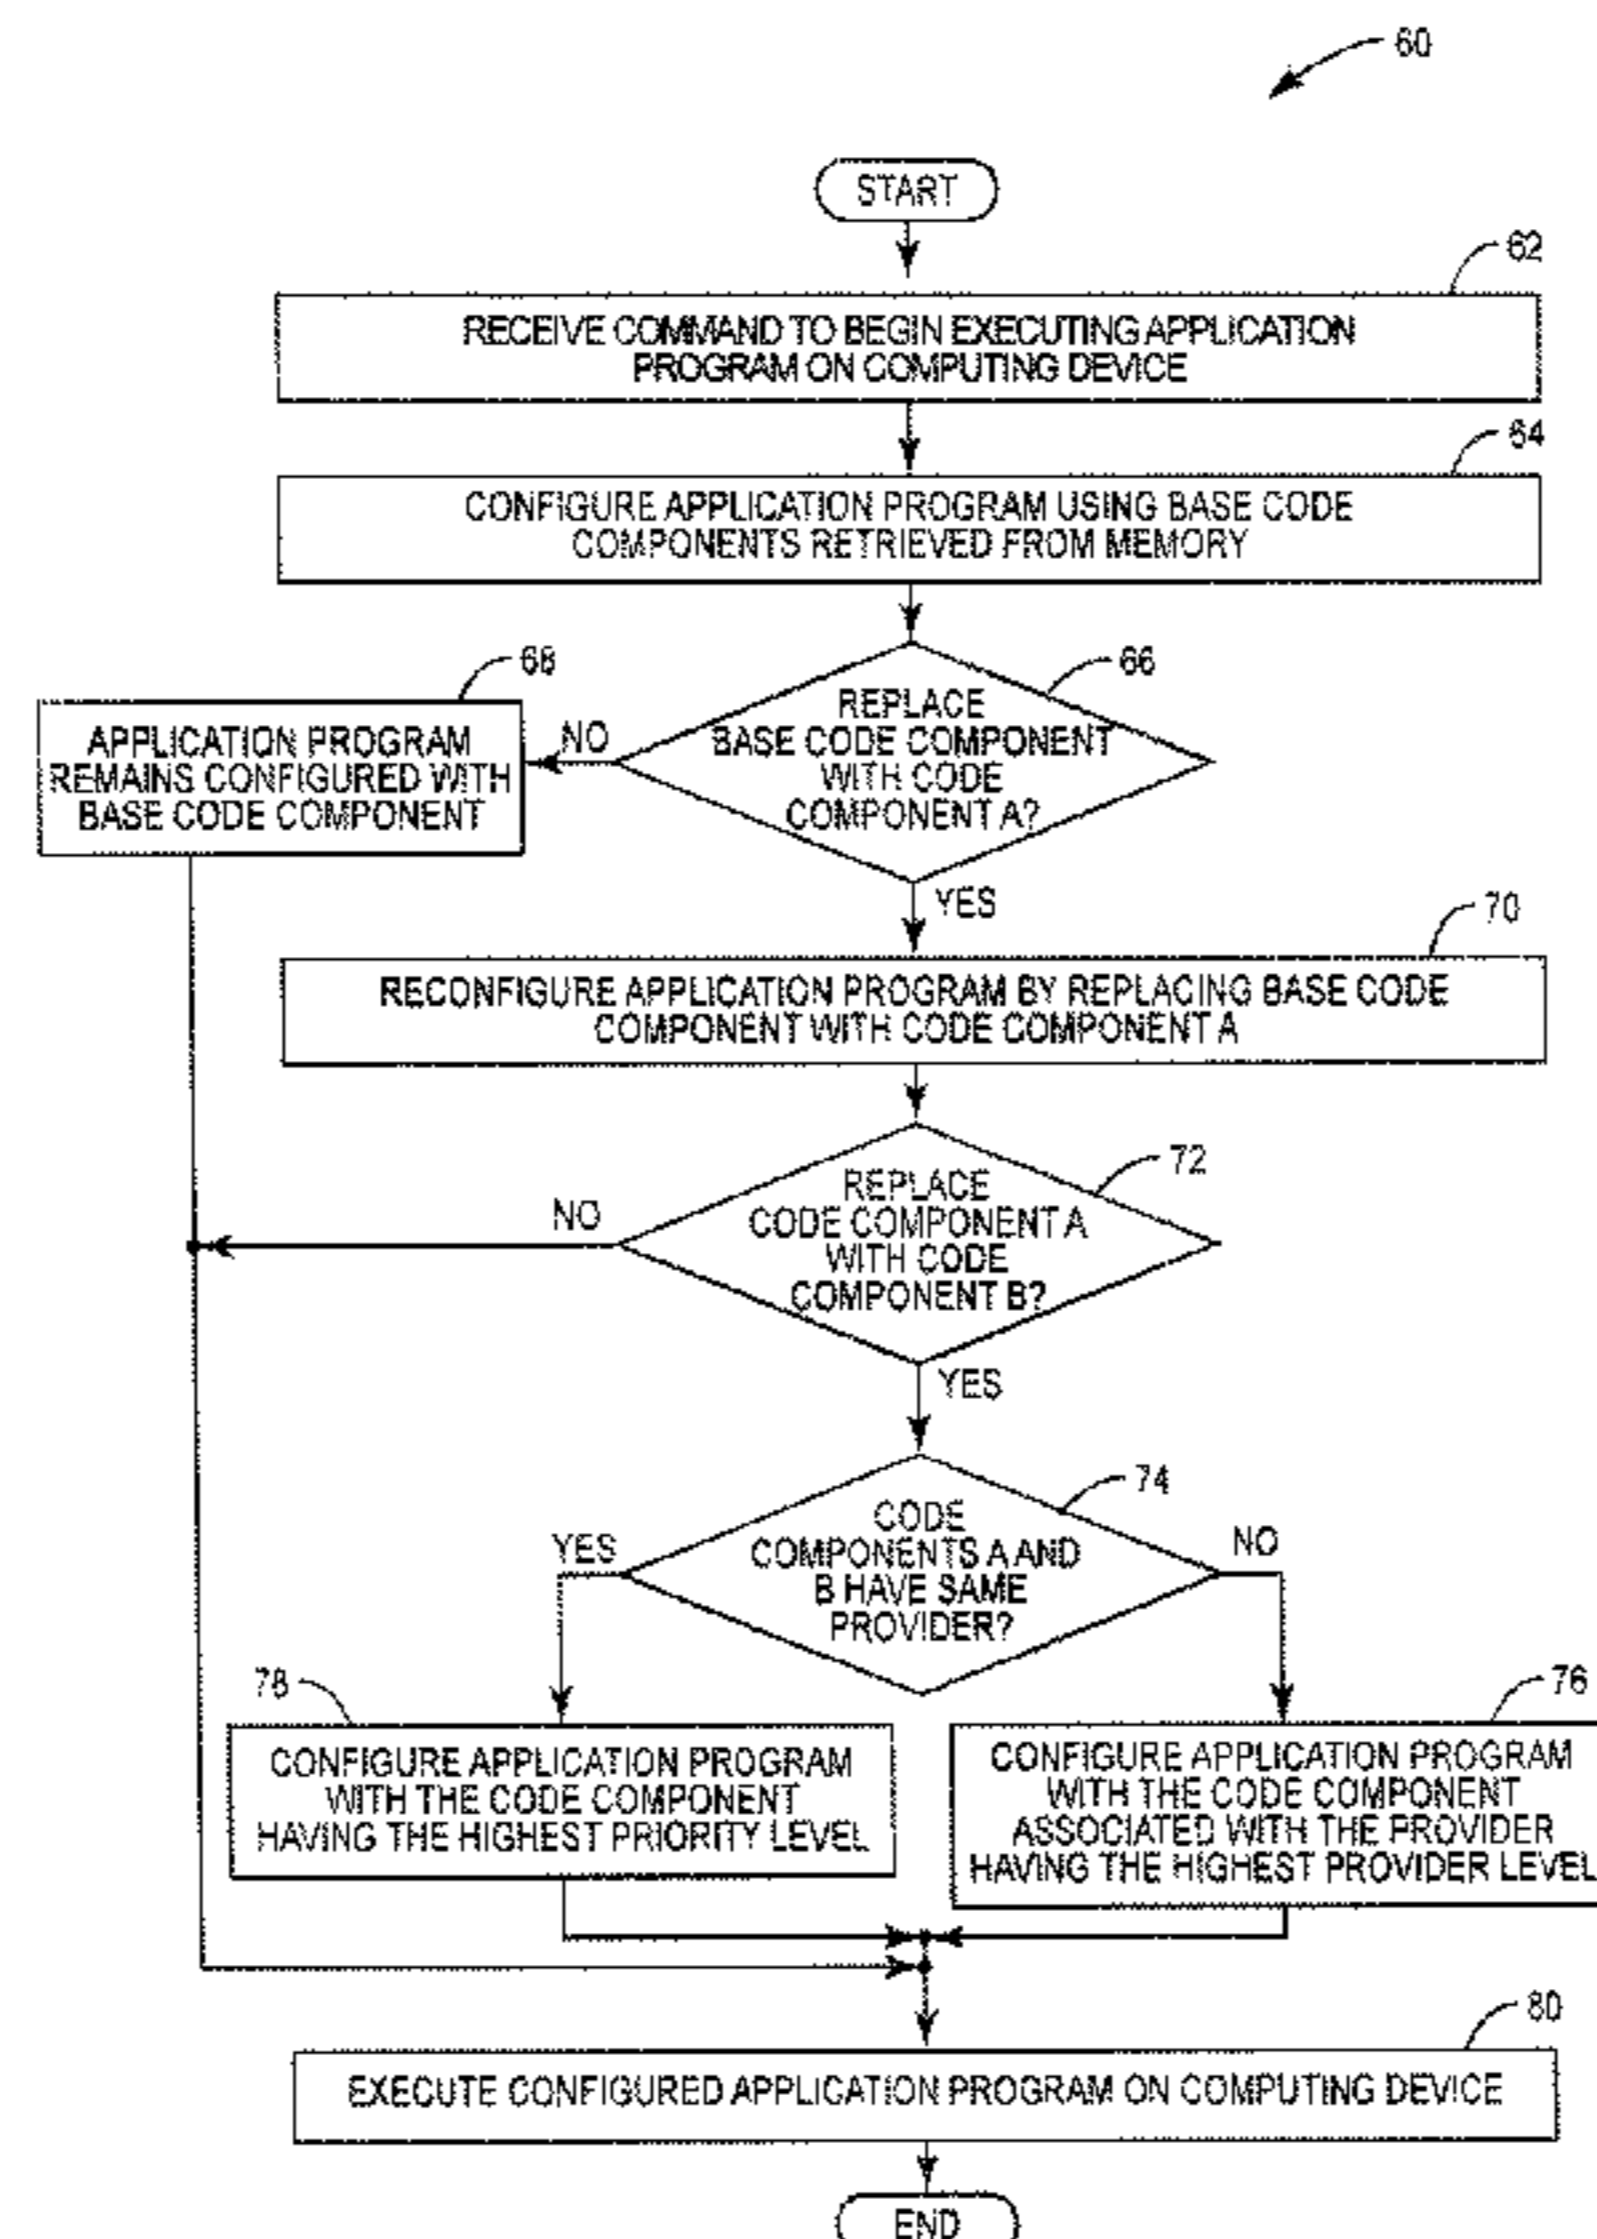 60
START
62
RECEIVE COMMAND TO BEGIN EXECUTING APPLICATION
PROGRAM ON COMPUTING DEVICE
64
CONFIGURE APPLICATION PROGRAM USING BASE CODE
COMPONENTS RETRIEVED FROM MEMORY
66
REPLACE
BASE CODE COMPONENT
WITH CODE
COMPONENT A?
NO
68
APPLICATION PROGRAM
REMAINS CONFIGURED WITH
BASE CODE COMPONENT
YES
70
RECONFIGURE APPLICATION PROGRAM BY REPLACING BASE CODE
COMPONENT WITH CODE COMPONENT A
72
REPLACE
CODE COMPONENT A
WITH CODE
COMPONENT B?
NO
YES
74
CODE
COMPONENTS A AND
B HAVE SAME
PROVIDER?
YES
NO
78
CONFIGURE APPLICATION PROGRAM
WITH THE CODE COMPONENT
HAVING THE HIGHEST PRIORITY LEVEL
76
CONFIGURE APPLICATION PROGRAM
WITH THE CODE COMPONENT
ASSOCIATED WITH THE PROVIDER
HAVING THE HIGHEST PROVIDER LEVEL
80
EXECUTE CONFIGURED APPLICATION PROGRAM ON COMPUTING DEVICE
END